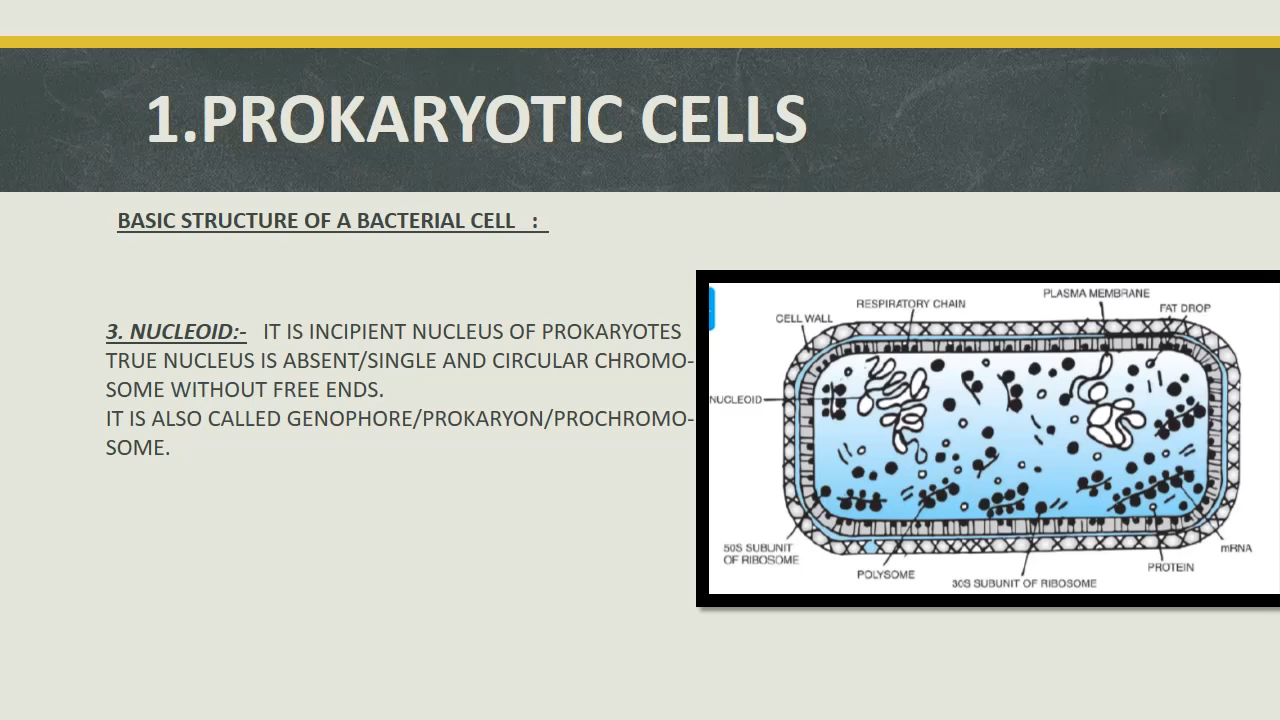 1.PROKARYOTIC CELLS
BASIC STRUCTURE OF A BACTERIAL CELL :
3. NUCLEOID:- IT IS INCIPIENT NUCLEUS OF PROKARYOTES
TRUE NUCLEUS IS ABSENT/SINGLE AND CIRCULAR CHROMO-
SOME WITHOUT FREE ENDS.
IT IS ALSO CALLED GENOPHORE/PROKARYON/PROCHROMO-
SOME.
PLASMA MEMBRANE
RESPIRATORY CHAIN
FAT DROP
CELL WALL
NUCLEOID
50S SUBUNIT
OF RIBOSOME
mRNA
PROTEIN
POLYSOME
30S SUBUNIT OF RIBOSOME